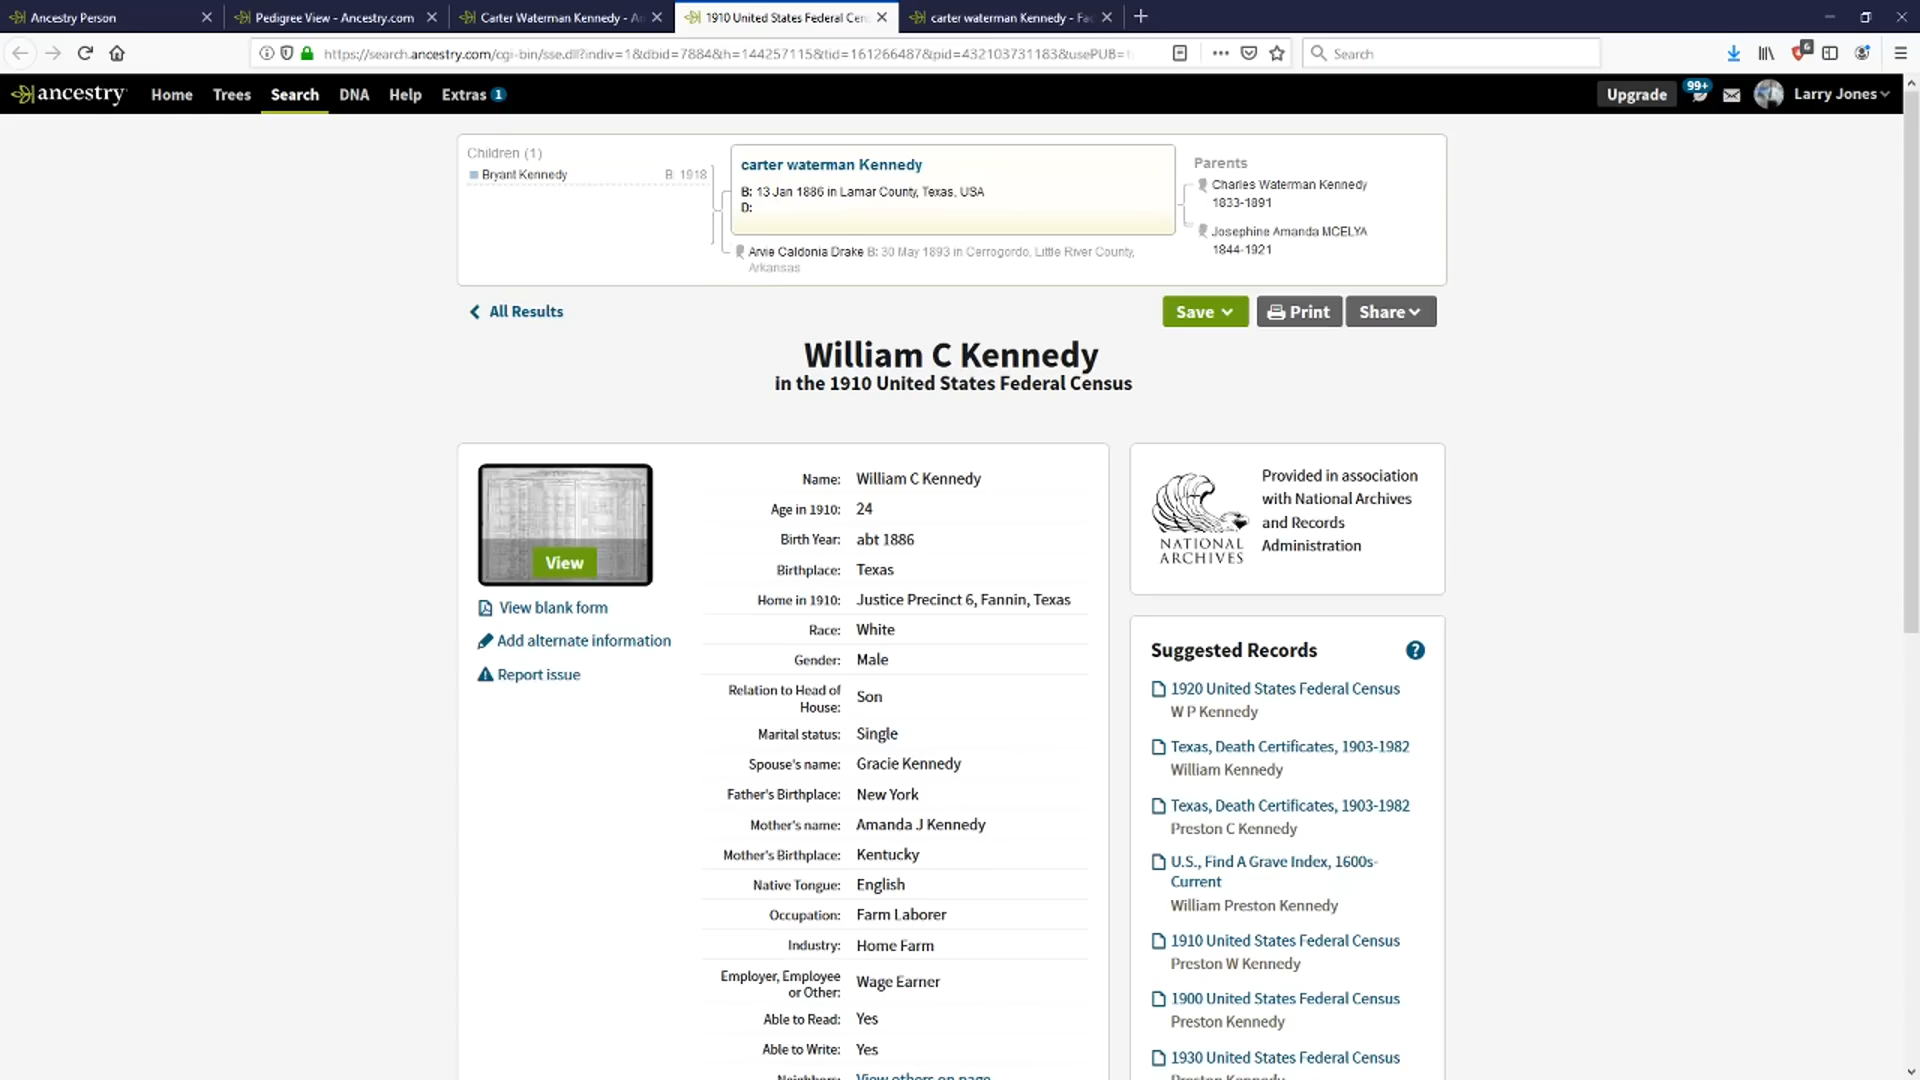 Ancestry Person
Pedigree View - Ancestry.com
Carter Waterman Kennedy - A
1910 United States Federal Cen
carter waterman Kennedy - Fac
https://search.ancestry.com/cgi-bin/sse.dll?indiv=1&dbid=7884&h=144257115&tid=161266487&pid=432103731183&usePUB=t
Search
6
ancestry
Home
Trees
Search
DNA
Help
Extras 1
Upgrade
99+
Larry Jones
Children (1)
Bryant Kennedy B: 1918
carter waterman Kennedy
B: 13 Jan 1886 in Lamar County, Texas, USA
D:
Arvie Caldonia Drake B: 30 May 1893 in Cerrogordo, Little River County,
Arkansas
Parents
Charles Waterman Kennedy
1833-1891
Josephine Amanda MCELYA
1844-1921
All Results
Save
Print
Share
William C Kennedy
in the 1910 United States Federal Census
View
View blank form
Add alternate information
Report issue
Name: William C Kennedy
Age in 1910: 24
Birth Year: abt 1886
Birthplace: Texas
Home in 1910: Justice Precinct 6, Fannin, Texas
Race: White
Gender: Male
Relation to Head of
House: Son
Marital status: Single
Spouse's name: Gracie Kennedy
Father's Birthplace: New York
Mother's name: Amanda J Kennedy
Mother's Birthplace: Kentucky
Native Tongue: English
Occupation: Farm Laborer
Industry: Home Farm
Employer, Employee
or Other: Wage Earner
Able to Read: Yes
Able to Write: Yes
Neighbors: View others on page
NATIONAL
ARCHIVES
Provided in association
with National Archives
and Records
Administration
Suggested Records
?
1920 United States Federal Census
W P Kennedy
Texas, Death Certificates, 1903-1982
William Kennedy
Texas, Death Certificates, 1903-1982
Preston C Kennedy
U.S., Find A Grave Index, 1600s-
Current
William Preston Kennedy
1910 United States Federal Census
Preston W Kennedy
1900 United States Federal Census
Preston Kennedy
1930 United States Federal Census
Preston Kennedy